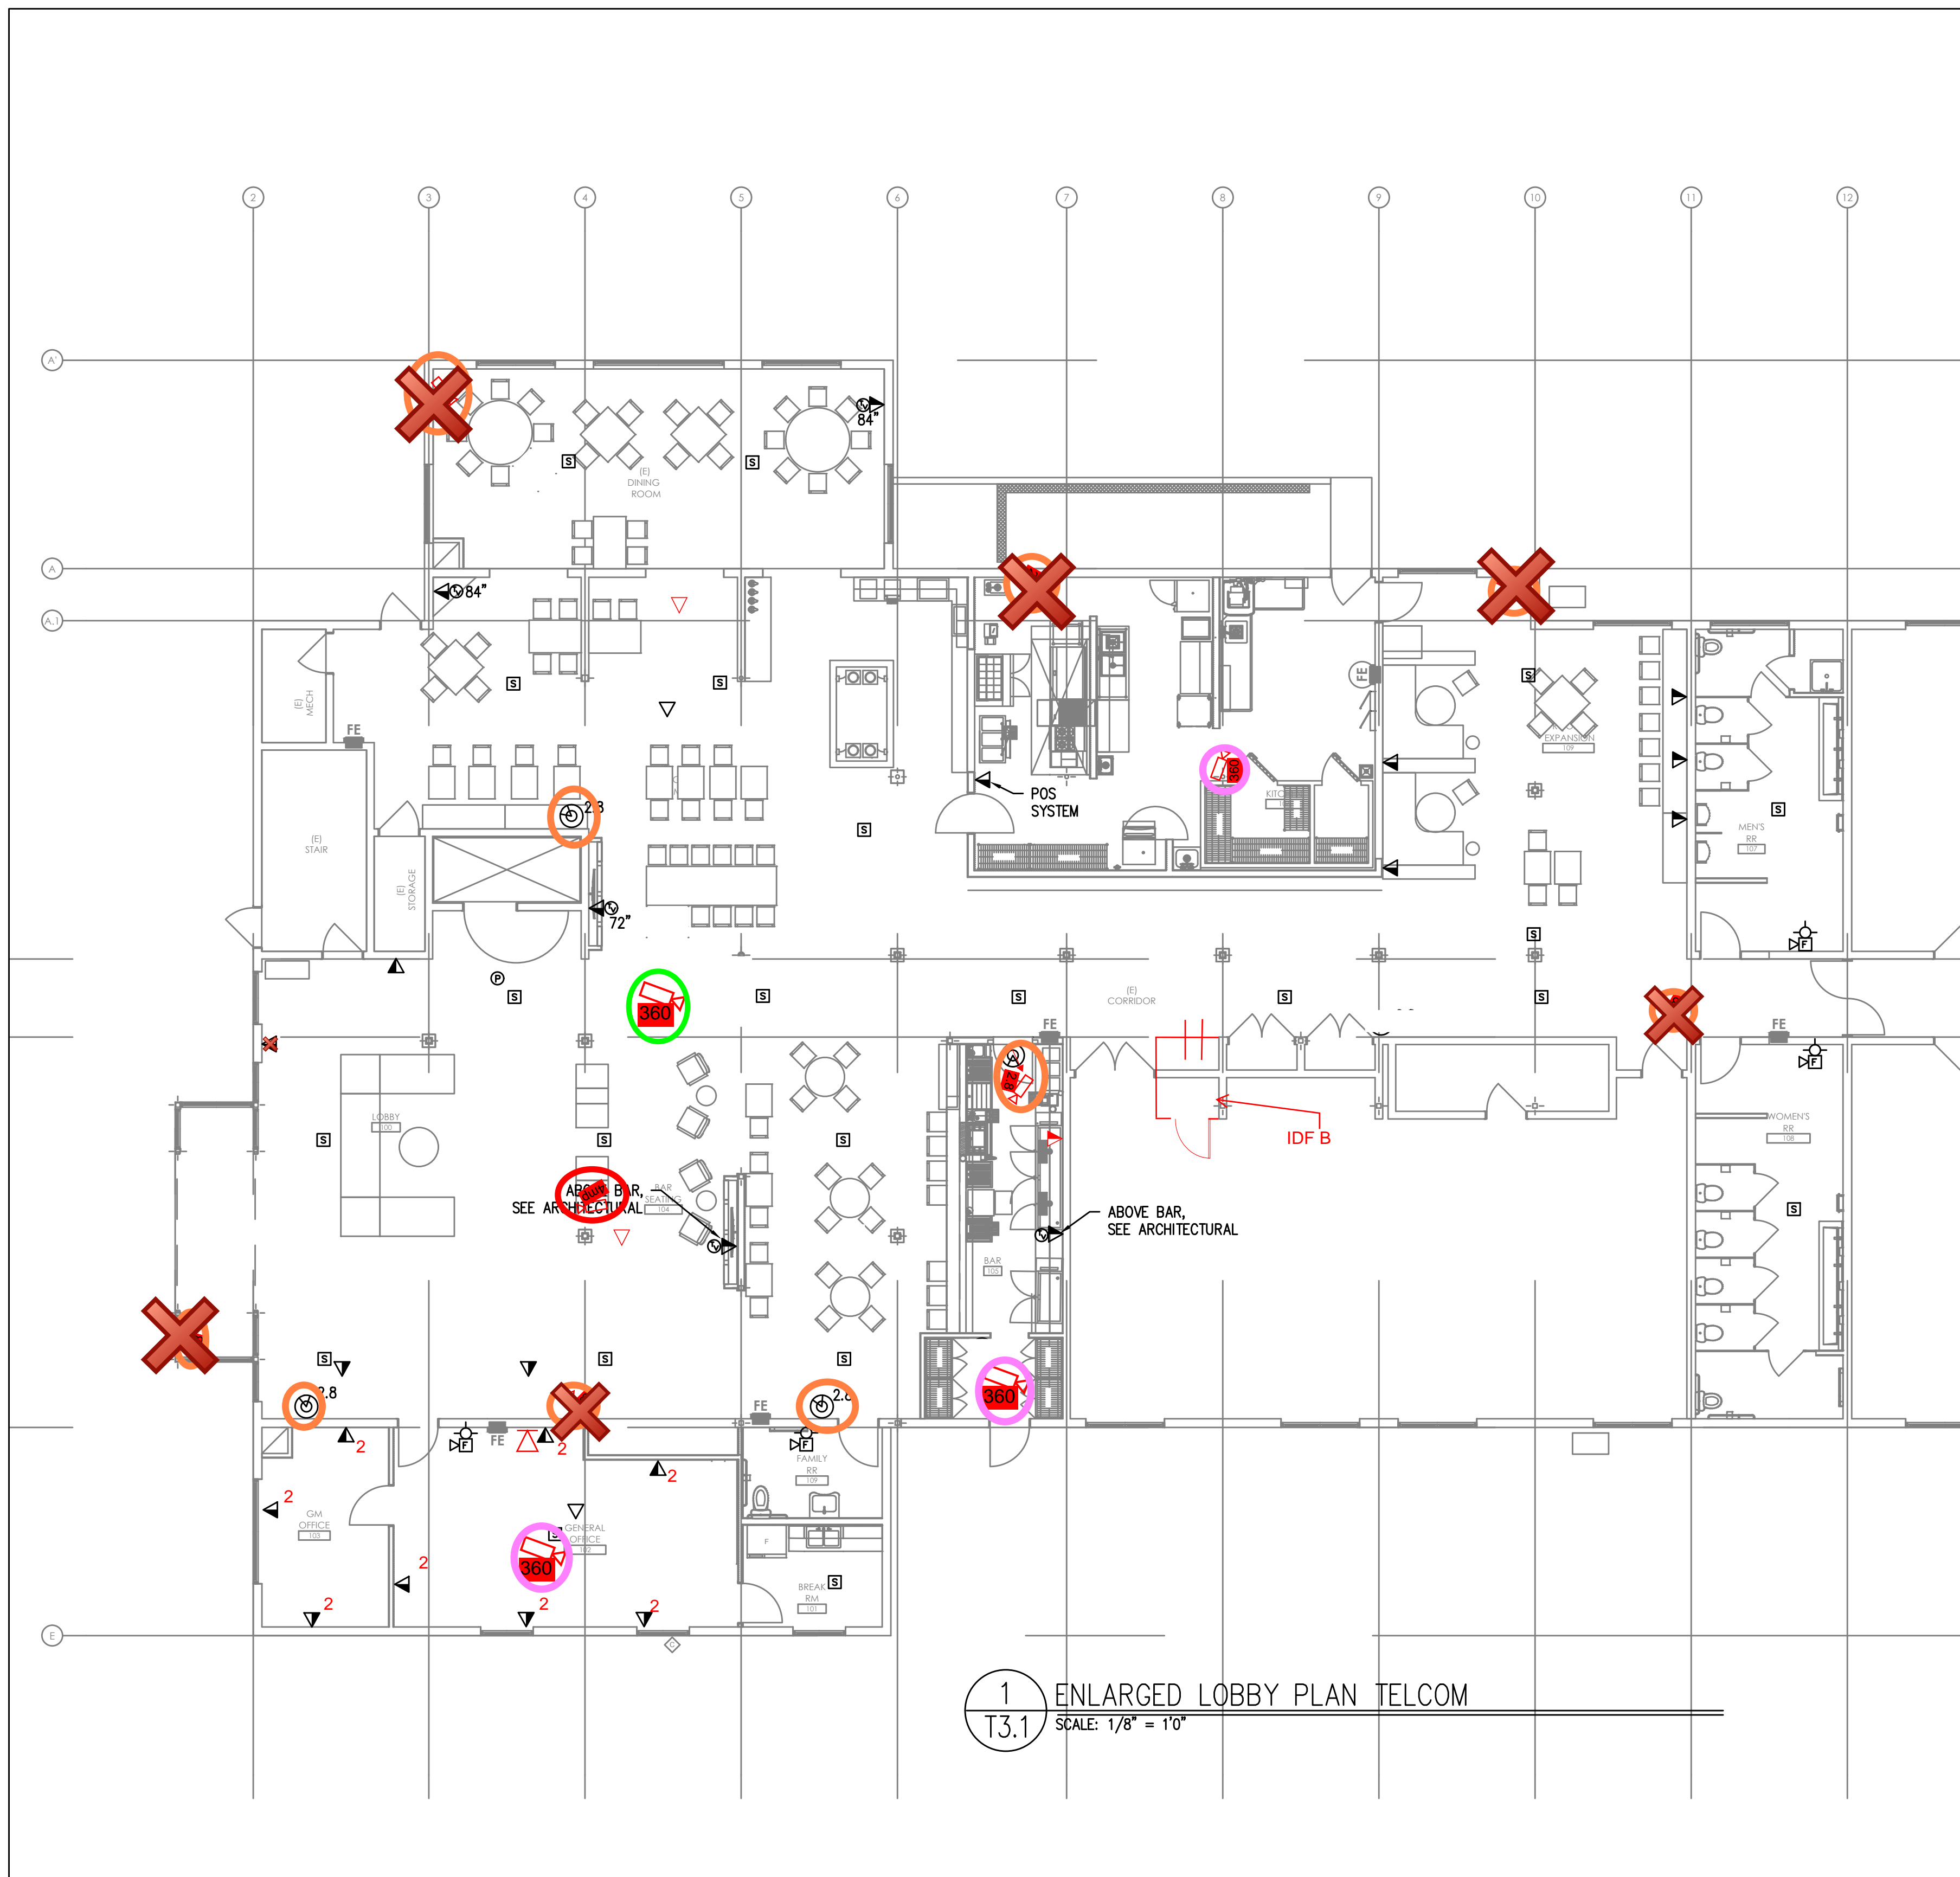 2
3
4
5
6
7
8
9
10
11
12
A'
84"
S
S
(E)
DINING
ROOM
A
84"
A.1
S
S
S
FE
(E)
MECH
FE
EXPANSION
109
360
POS
SYSTEM
2.8
S
S
MEN'S
RR
107
(E)
STAIR
(E)
STORAGE
72"
S
F
P
S
S
S
S
S
(E)
CORRIDOR
360
FE
FE
F
2.8
LOBBY
100
S
S
S
IDF B
WOMEN'S
RR
108
4mp
ABOVE BAR,
SEE ARCHITECTURAL
BAR
SEATING
104
S
ABOVE BAR,
SEE ARCHITECTURAL
BAR
105
S
S
S
2.8
2.8
360
FE
F
FE
2
2
F
FAMILY
RR
109
2
2
GM
OFFICE
103
S
GENERAL
OFFICE
102
360
F
2
BREAK
RM
101
S
2
2
2
E
C
1
T3.1
ENLARGED LOBBY PLAN TELCOM
SCALE: 1/8" = 1'0"